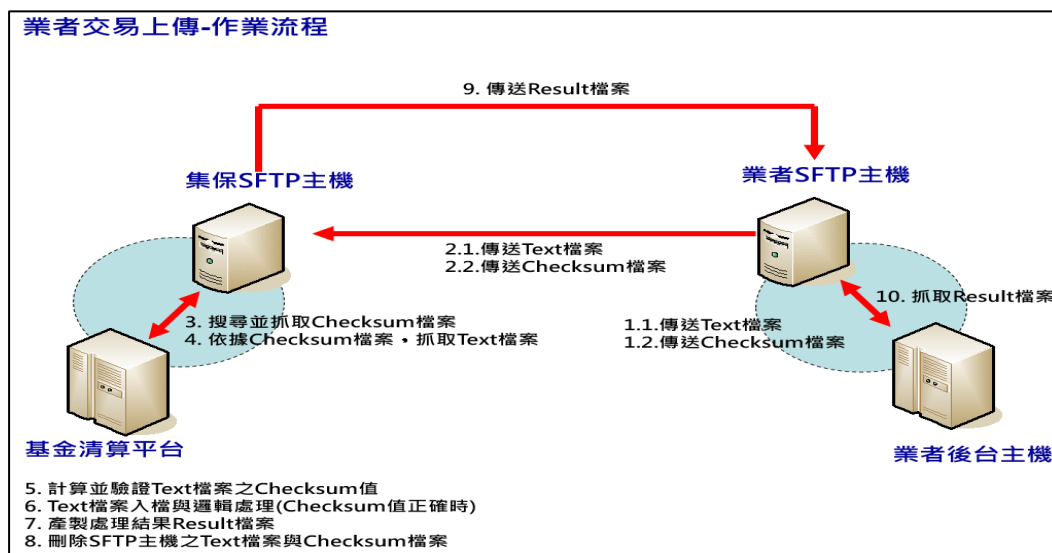 業者交易上傳-作業流程
9. 傳送Result檔案
集保SFTP主機
業者SFTP主機
2.1.傳送Text檔案
2.2.傳送Checksum檔案
10. 抓取Result檔案
3. 搜尋並抓取Checksum檔案
4. 依據Checksum檔案，抓取Text檔案
1.1.傳送Text檔案
1.2.傳送Checksum檔案
基金清算平台
業者後台主機
5. 計算並驗證Text檔案之Checksum值
6. Text檔案入檔與邏輯處理(Checksum值正確時)
7. 產製處理結果Result檔案
8. 刪除SFTP主機之Text檔案與Checksum檔案